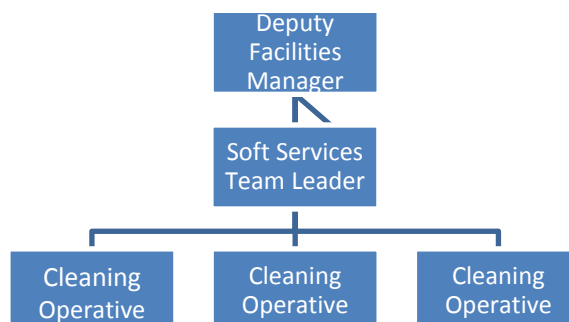 Deputy
Facilities
Manager
Soft Services
Team Leader
Cleaning
Operative
Cleaning
Operative
Cleaning
Operative